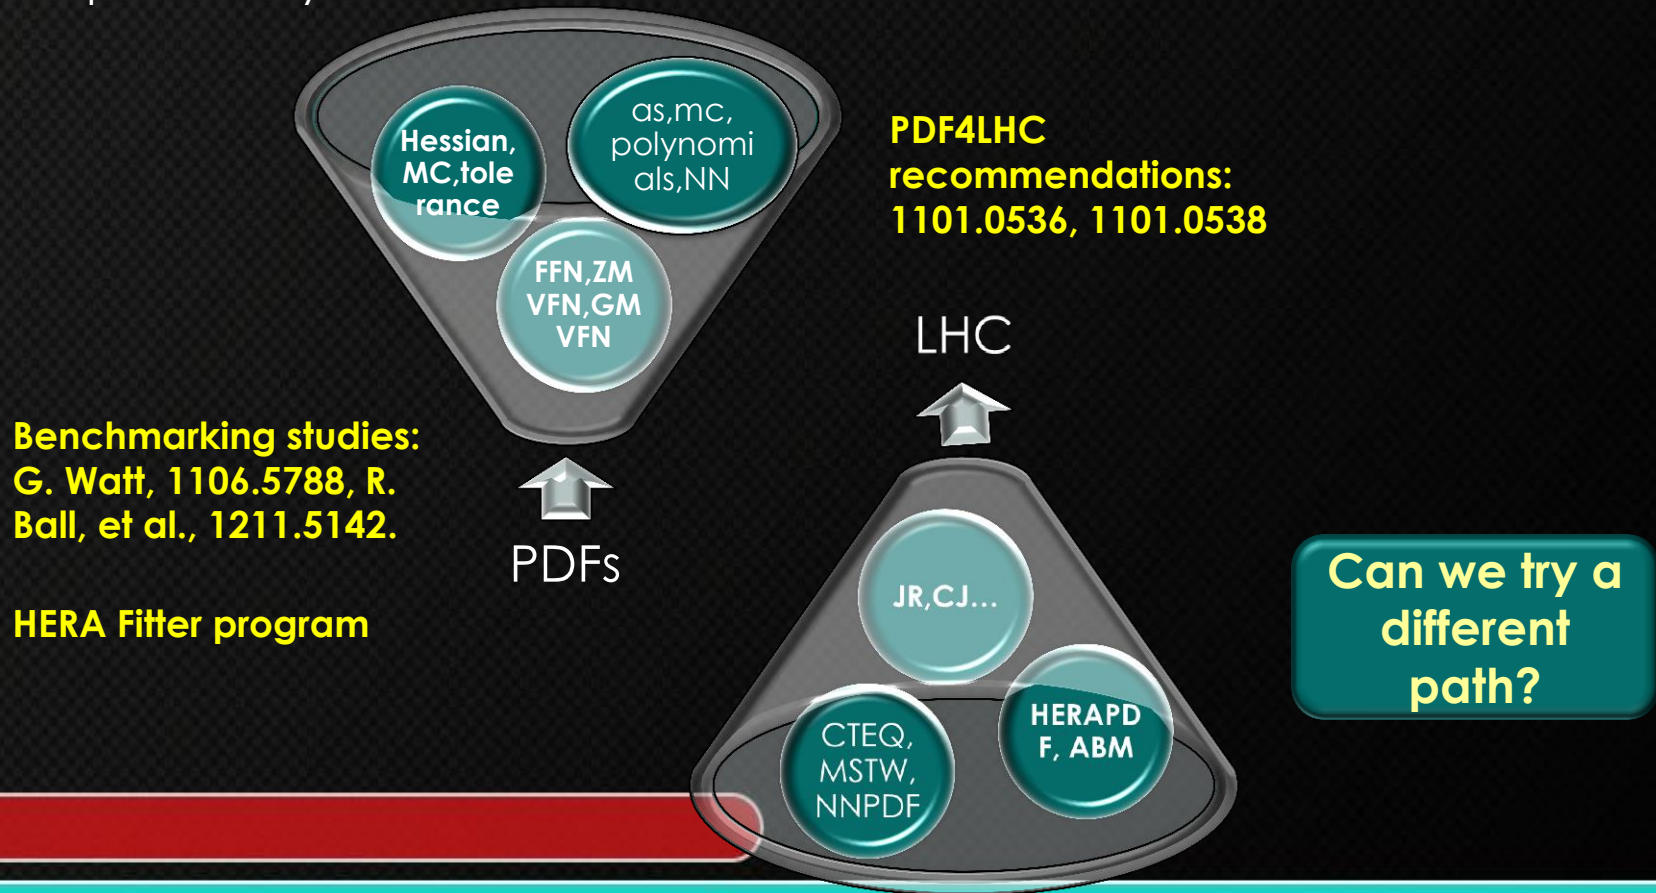 Hessian,
MC,tole
rance
as,mc,
polynomi
als,NN
FFN,ZM
VFN,GM
VFN
PDF4LHC
recommendations:
1101.0536, 1101.0538
LHC
Benchmarking studies:
G. Watt, 1106.5788, R.
Ball, et al., 1211.5142.
PDFs
HERA Fitter program
JR,CJ...
CTEQ,
MSTW,
NNPDF
HERAPD
F, ABM
Can we try a
different
path?